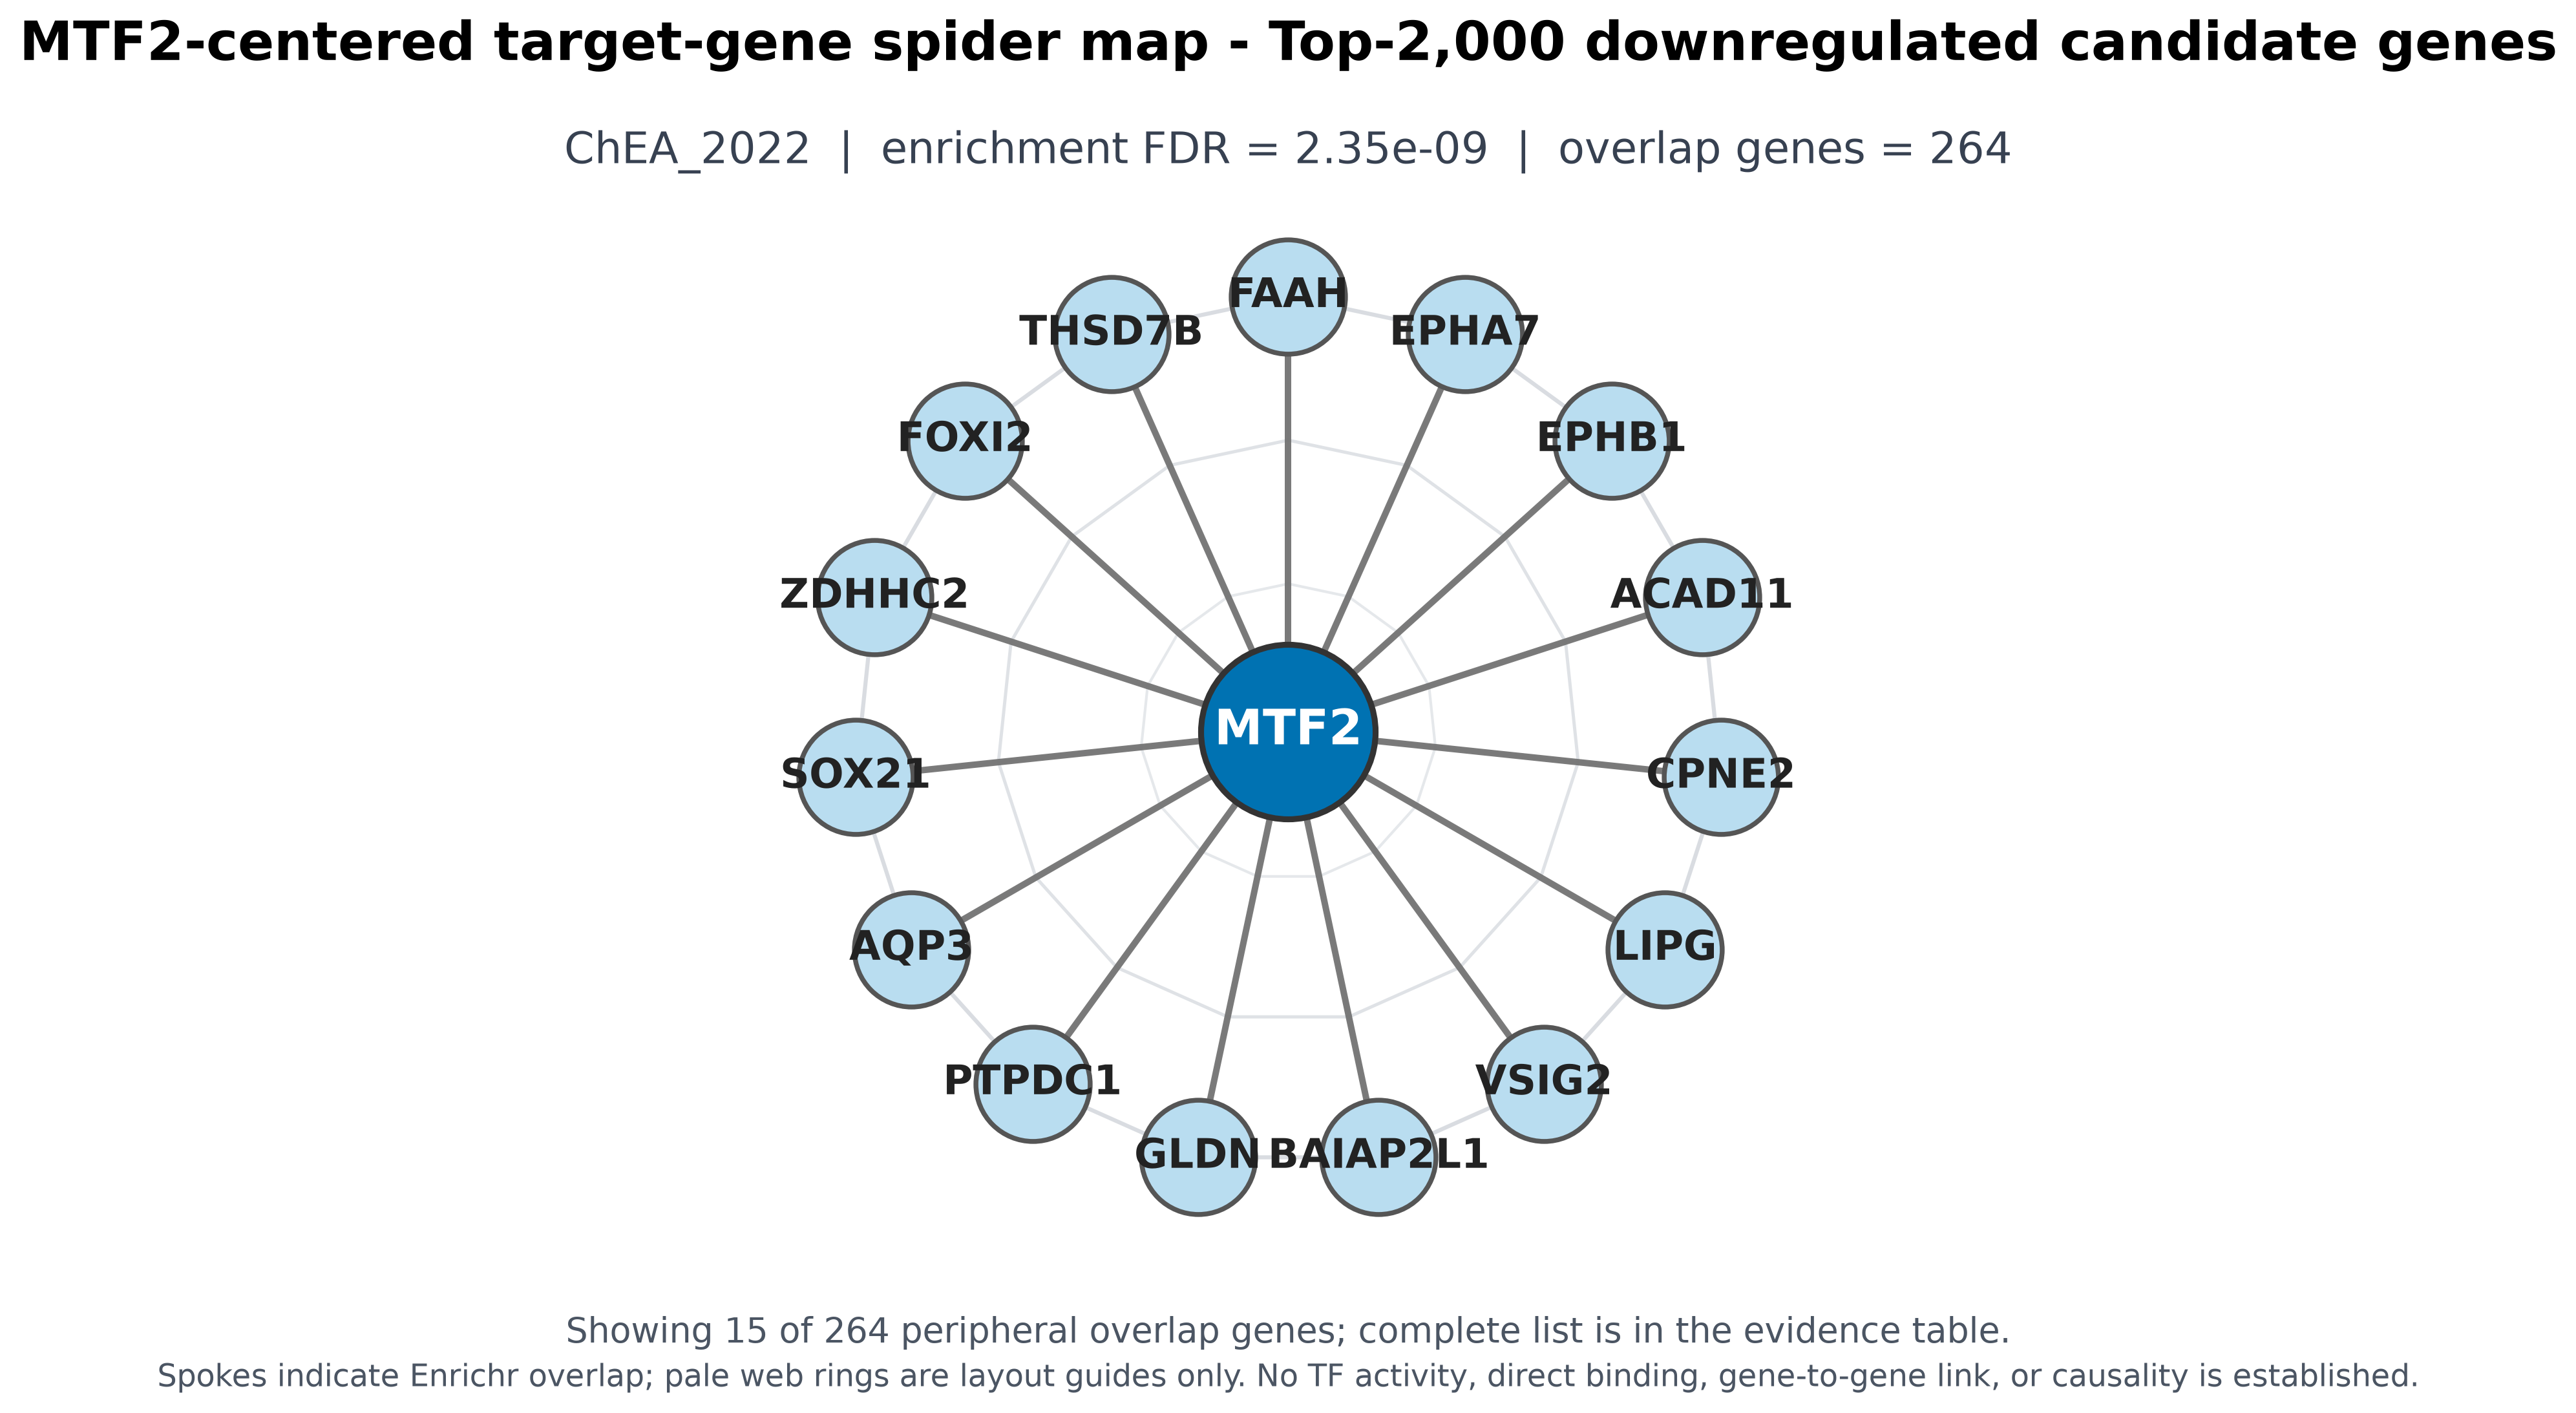 MTF2-centered target-gene spider map - Top-2,000 downregulated candidate genes
ChEA_2022 | enrichment FDR = 2.35e-09 | overlap genes = 264
FAAH
THSD7B
EPHA7
FOXI2
EPHB1
ZDHHC2
ACAD11
MTF2
SOX21
CPNE2
AQP3
LIPG
PTPDC1
VSIG2
GLDN
BAIAP2L1
Showing 15 of 264 peripheral overlap genes; complete list is in the evidence table.
Spokes indicate Enrichr overlap; pale web rings are layout guides only. No TF activity, direct binding, gene-to-gene link, or causality is established.